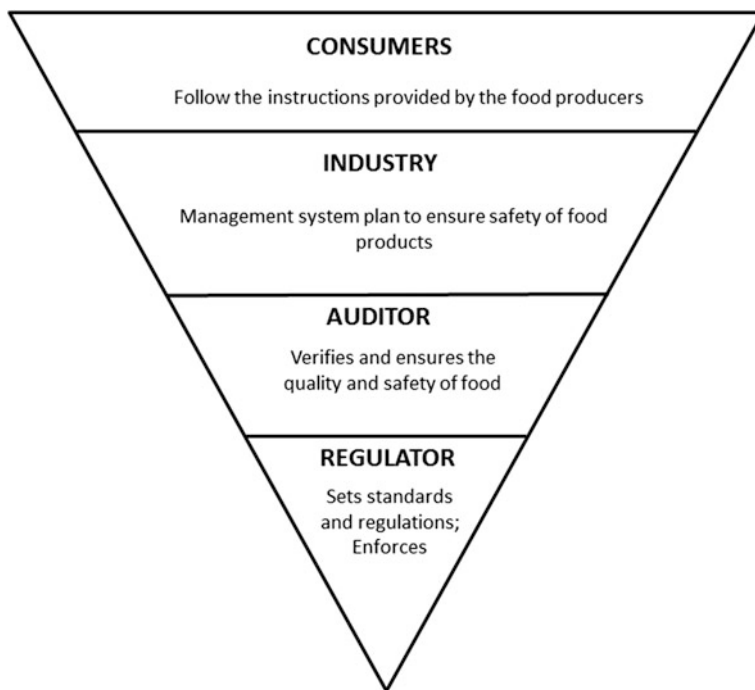 CONSUMERS
Follow the instructions provided by the food producers
INDUSTRY
Management system plan to ensure safety of food
products
AUDITOR
Verifies and ensures the
quality and safety of food
REGULATOR
Sets standards
and regulations;
Enforces